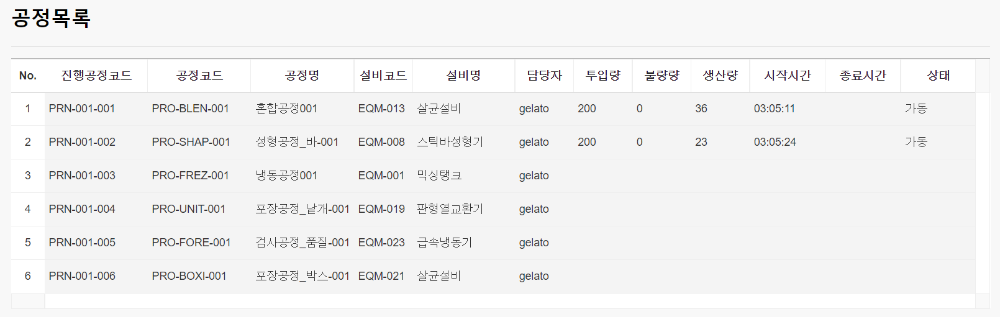 공정목록
No. 진행공정코드 공정코드 공정명 설비코드 설비명 담당자 투입량 불량량 생산량 시작시간 종료시간 상태
1 PRN-001-001 PRO-BLEN-001 혼합공정001 EQM-013 살균설비 gelato 200 0 36 03:05:11 가동
2 PRN-001-002 PRO-SHAP-001 성형공정_바-001 EQM-008 스틱바성형기 gelato 200 0 23 03:05:24 가동
3 PRN-001-003 PRO-FREZ-001 냉동공정001 EQM-001 믹싱탱크 gelato
4 PRN-001-004 PRO-UNIT-001 포장공정_낱개-001 EQM-019 판형열교환기 gelato
5 PRN-001-005 PRO-FORE-001 검사공정_품질-001 EQM-023 급속냉동기 gelato
6 PRN-001-006 PRO-BOXI-001 포장공정_박스-001 EQM-021 살균설비 gelato